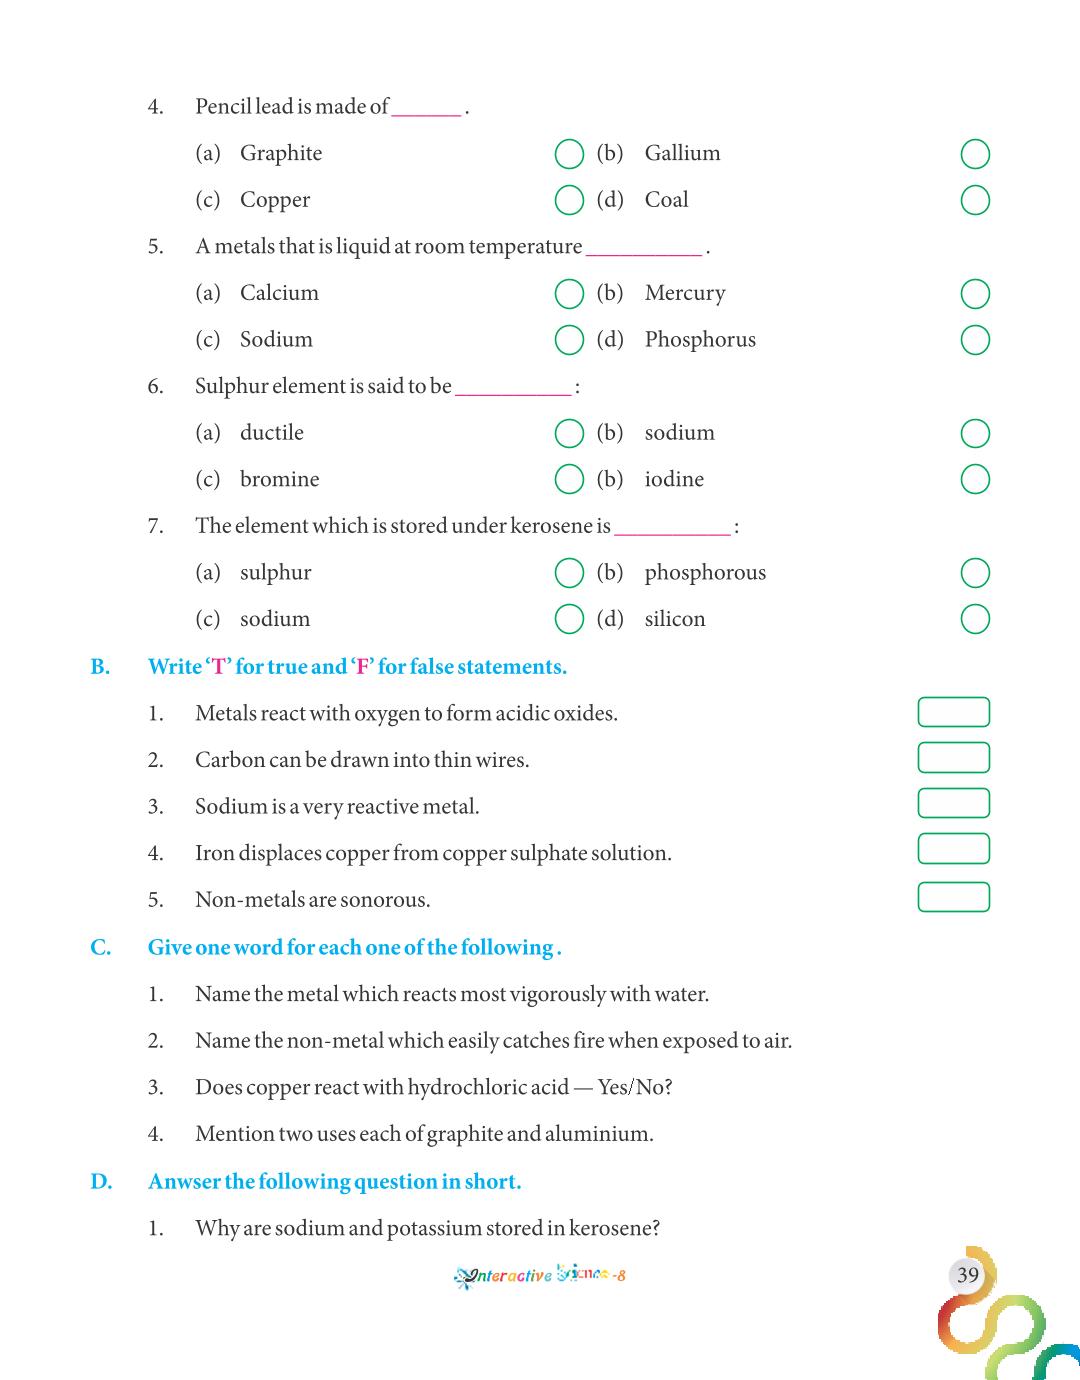 4. Pencil lead is made of ______ .
(a) Graphite (b) Gallium
(c) Copper (d) Coal
5. A metals that is liquid at room temperature __________ .
(a) Calcium (b) Mercury
(c) Sodium (d) Phosphorus
6. Sulphur element is said to be __________ :
(a) ductile (b) sodium
(c) bromine (b) iodine
7. The element which is stored under kerosene is __________ :
(a) sulphur (b) phosphorous
(c) sodium (d) silicon
B. Write ‘T’ for true and ‘F’ for false statements.
1. Metals react with oxygen to form acidic oxides.
2. Carbon can be drawn into thin wires.
3. Sodium is a very reactive metal.
4. Iron displaces copper from copper sulphate solution.
5. Non-metals are sonorous.
C. Give one word for each one of the following .
1. Name the metal which reacts most vigorously with water.
2. Name the non-metal which easily catches fire when exposed to air.
3. Does copper react with hydrochloric acid — Yes/No?
4. Mention two uses each of graphite and aluminium.
D. Anwser the following question in short.
1. Why are sodium and potassium stored in kerosene?
Interactive Science-8
39